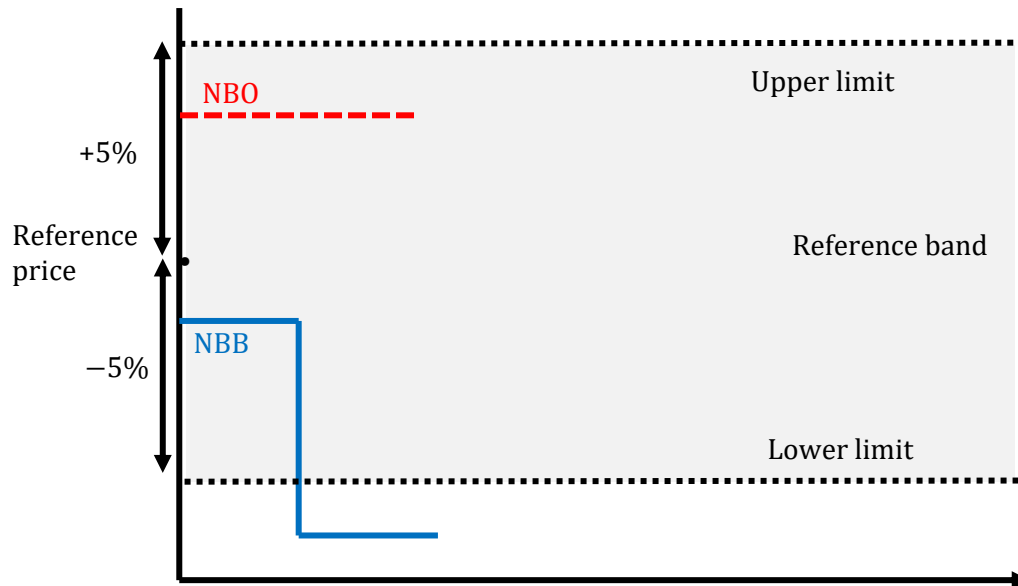 Upper limit
NBO
+5%
Reference
price
Reference band
NBB
−5%
Lower limit